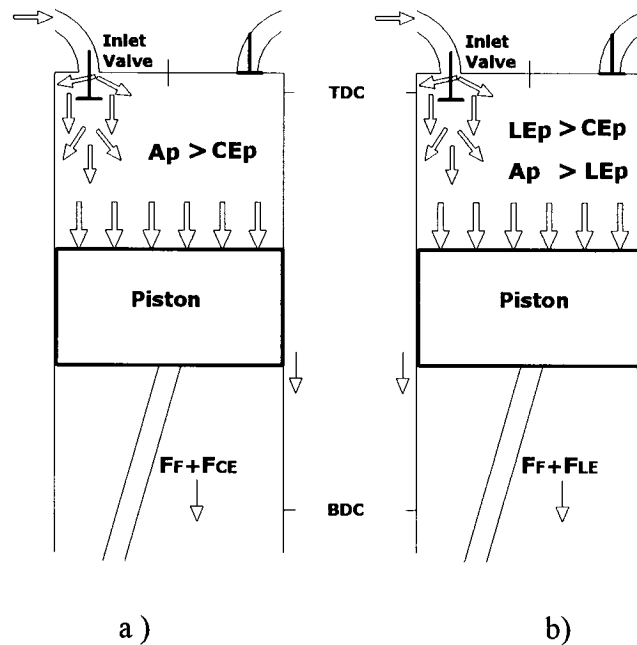 Inlet
Valve
TDC
Ap > CEp
Piston
FF+FCE
BDC
a )
Inlet
Valve
LEp > CEp
Ap > LEp
Piston
FF+FLE
b)